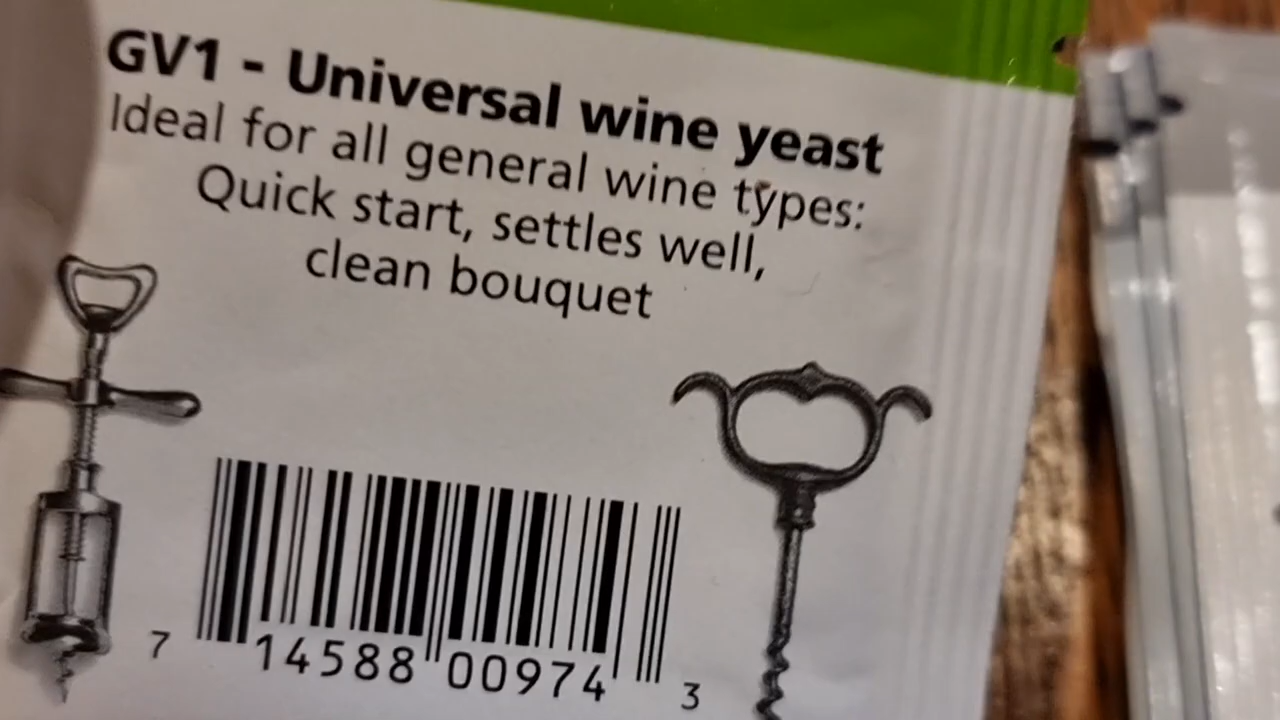 GV1 - Universal wine yeast
Ideal for all general wine types:
Quick start, settles well,
clean bouquet
7 14588 00974 3